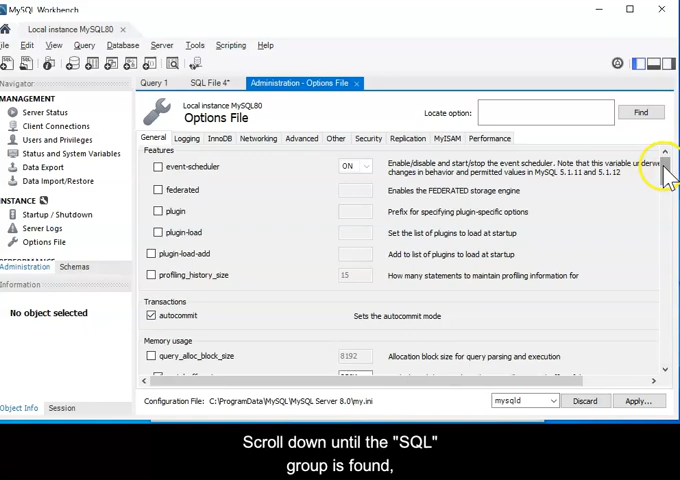 MySQL Workbench
Local instance MySQL80
ile Edit View Query Database Server Tools Scripting Help
Navigator
MANAGEMENT
Server Status
Client Connections
Users and Privileges
Status and System Variables
Data Export
Data Import/Restore
INSTANCE
Startup / Shutdown
Server Logs
Options File
Administration Schemas
Information
No object selected
Object Info Session
Query 1 SQL File 4* Administration - Options File
Local instance MySQL80
Options File
Locate option: Find
General Logging InnoDB Networking Advanced Other Security Replication MyISAM Performance
Features
event-scheduler ON Enable/disable and start/stop the event scheduler. Note that this variable underwe
changes in behavior and permitted values in MySQL 5.1.11 and 5.1.12
federated Enables the FEDERATED storage engine
plugin Prefix for specifying plugin-specific options
plugin-load Set the list of plugins to load at startup
plugin-load-add Add to list of plugins to load at startup
profiling_history_size 15 How many statements to maintain profiling information for
Transactions
autocommit Sets the autocommit mode
Memory usage
query_alloc_block_size 8192 Allocation block size for query parsing and execution
Configuration File: C:\ProgramData\MySQL\MySQL Server 8.0\my.ini mysqld Discard Apply...
Scroll down until the "SQL"
group is found,